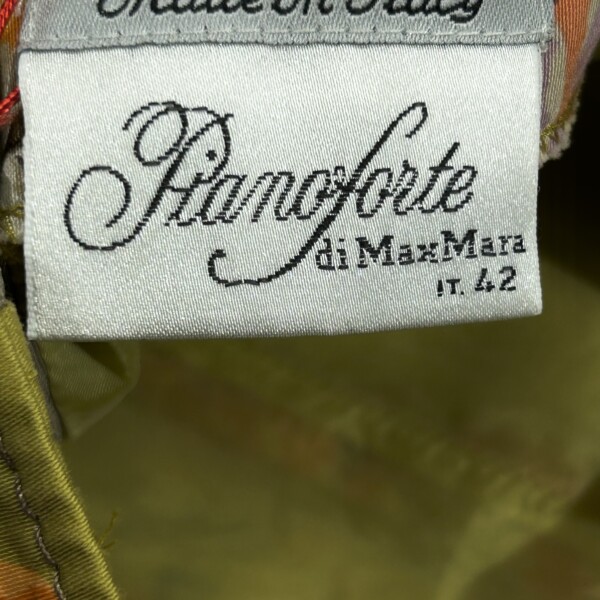 Made in Italy
Pianoforte
di MaxMara
IT. 42